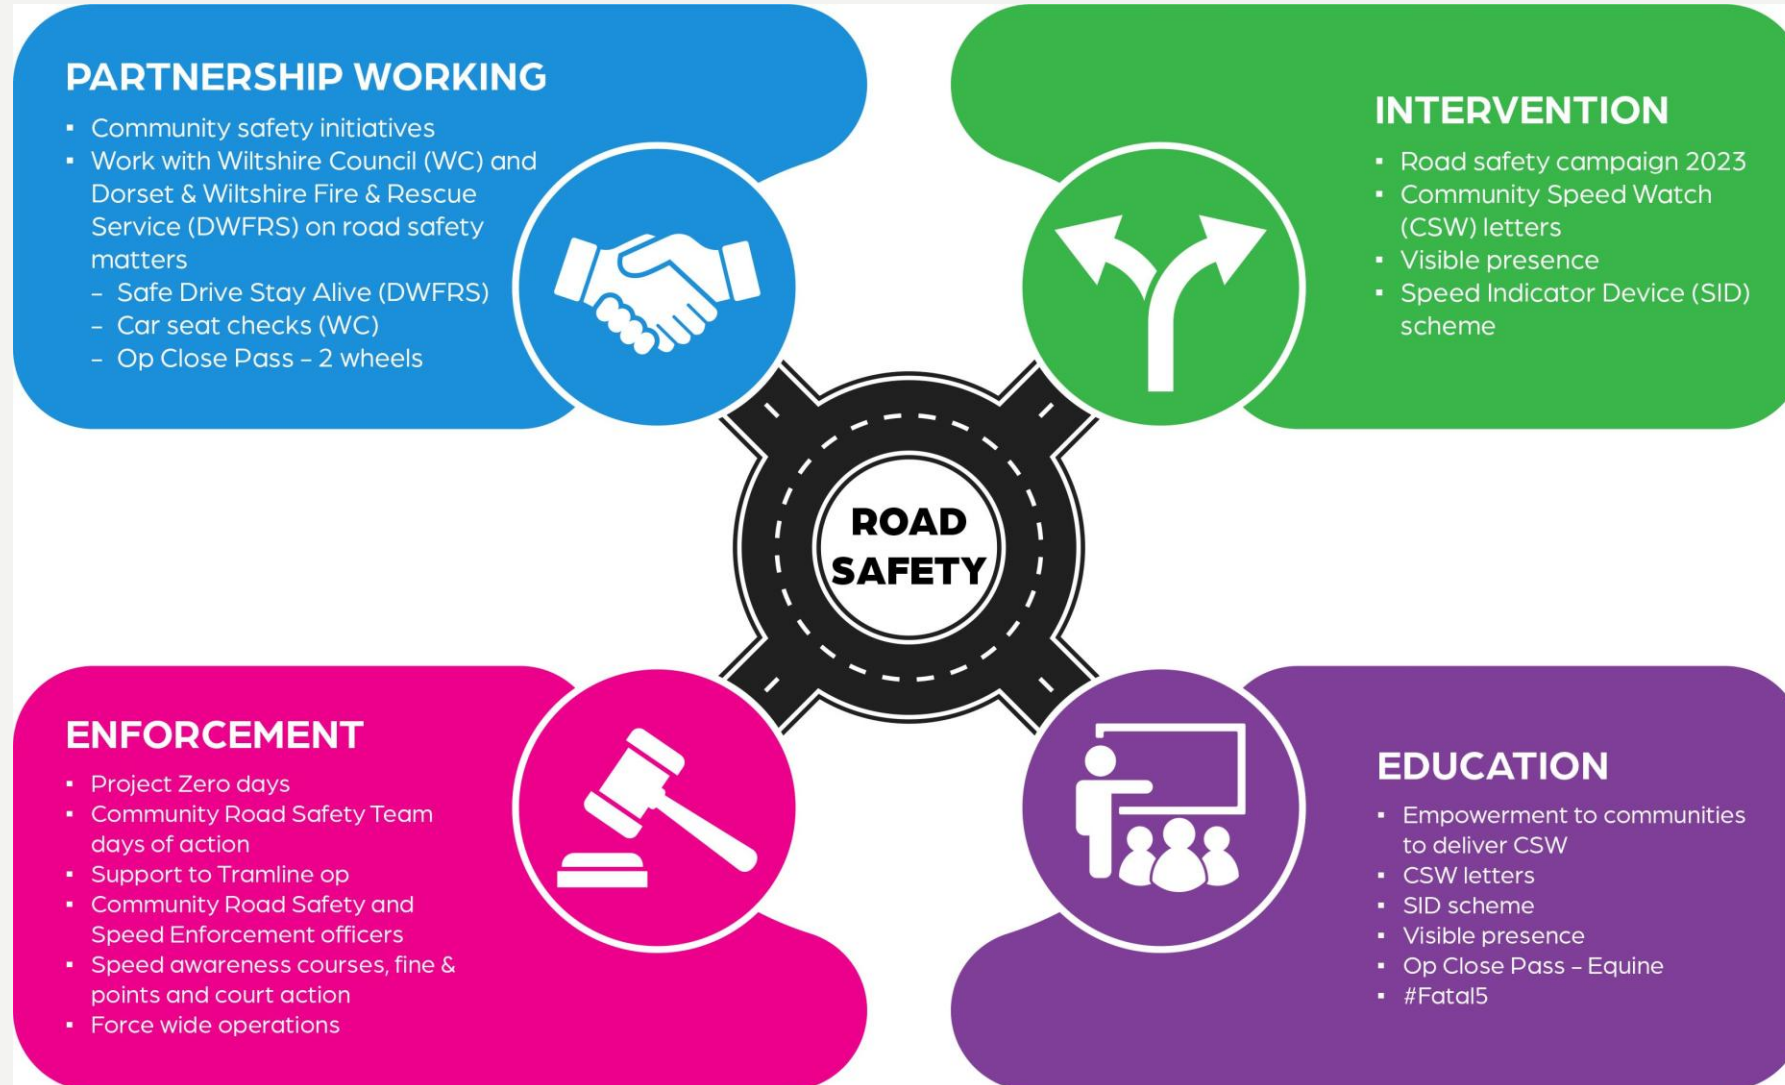 PARTNERSHIP WORKING
▪ Community safety initiatives
▪ Work with Wiltshire Council (WC) and
Dorset & Wiltshire Fire & Rescue
Service (DWFRS) on road safety
matters
– Safe Drive Stay Alive (DWFRS)
– Car seat checks (WC)
– Op Close Pass – 2 wheels
INTERVENTION
▪ Road safety campaign 2023
▪ Community Speed Watch
(CSW) letters
▪ Visible presence
▪ Speed Indicator Device (SID)
scheme
ROAD
SAFETY
ENFORCEMENT
▪ Project Zero days
▪ Community Road Safety Team
days of action
▪ Support to Tramline op
▪ Community Road Safety and
Speed Enforcement officers
▪ Speed awareness courses, fine &
points and court action
▪ Force wide operations
EDUCATION
▪ Empowerment to communities
to deliver CSW
▪ CSW letters
▪ SID scheme
▪ Visible presence
▪ Op Close Pass – Equine
▪ #Fatal5